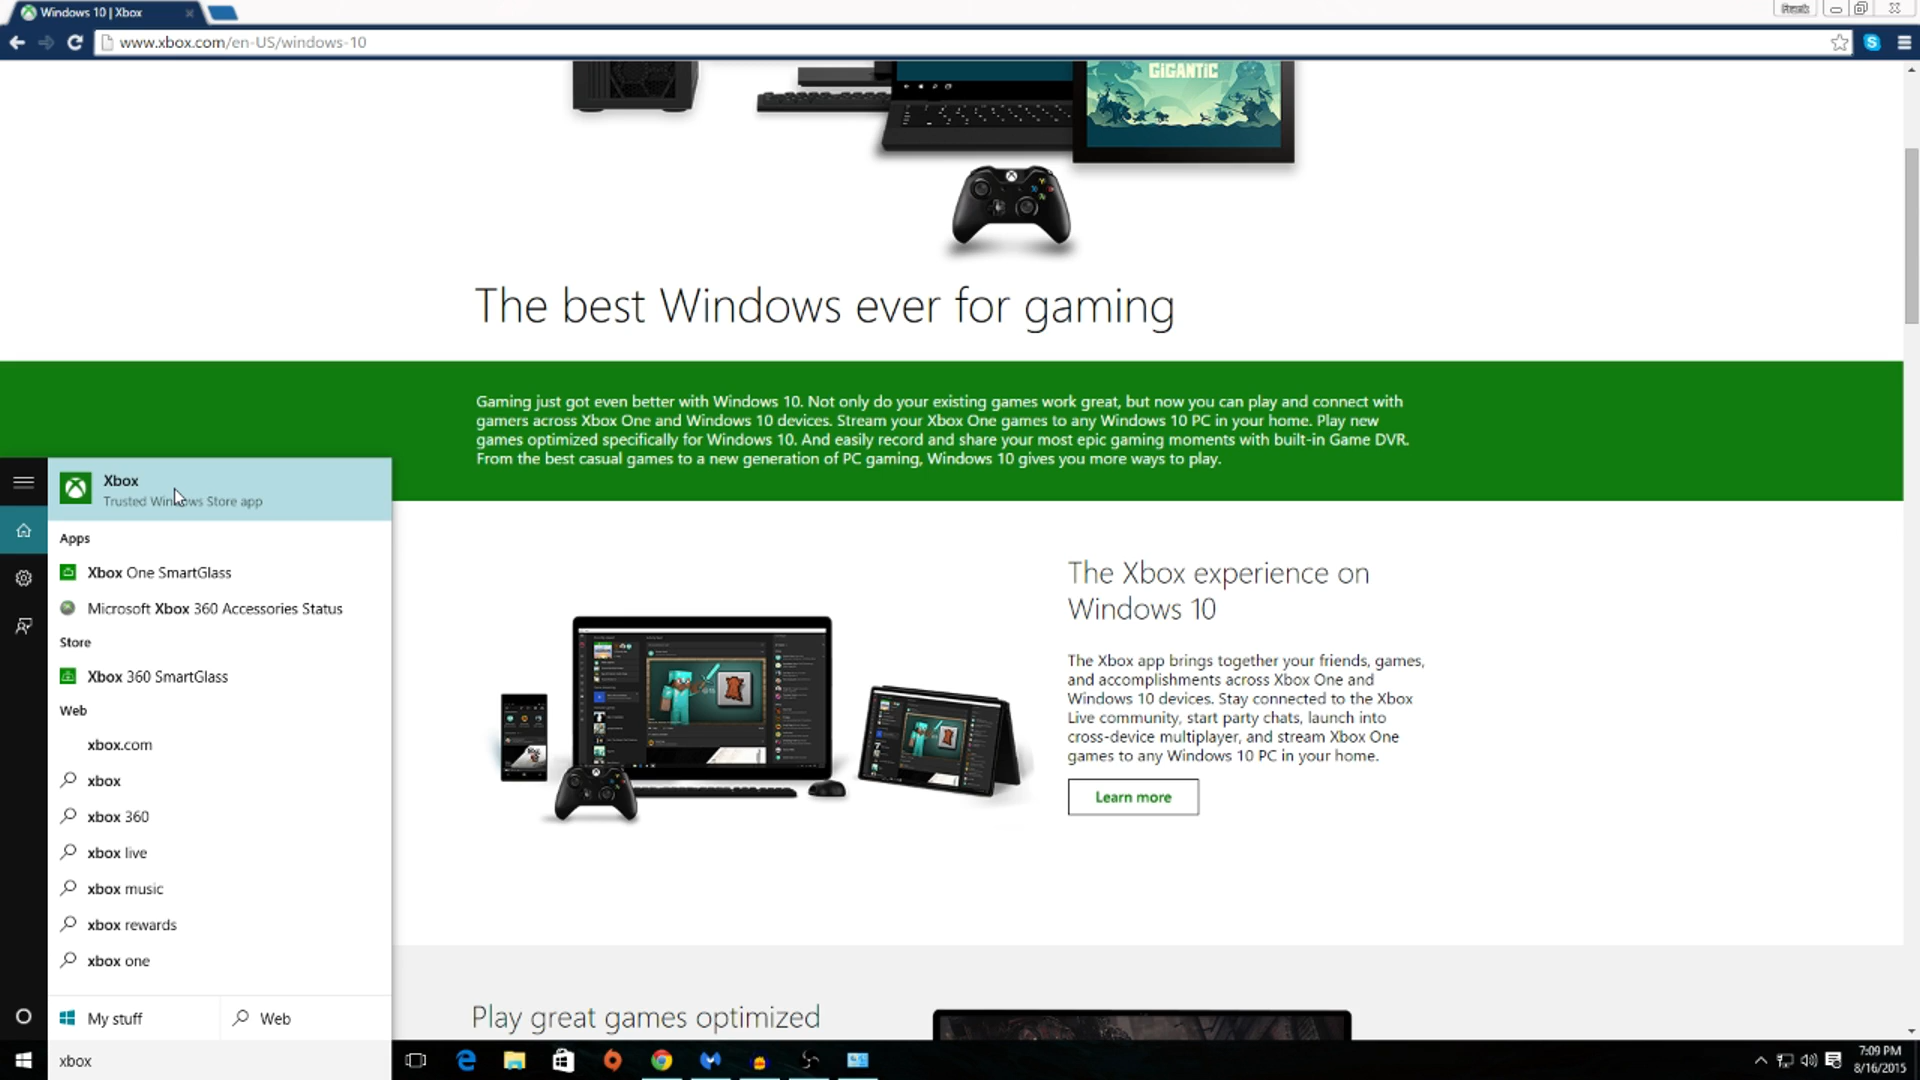 Windows 10 | Xbox
Frank
www.xbox.com/en-US/windows-10
GIGANTIC
The best Windows ever for gaming
Gaming just got even better with Windows 10. Not only do your existing games work great, but now you can play and connect with
gamers across Xbox One and Windows 10 devices. Stream your Xbox One games to any Windows 10 PC in your home. Play new
games optimized specifically for Windows 10. And easily record and share your most epic gaming moments with built-in Game DVR.
From the best casual games to a new generation of PC gaming, Windows 10 gives you more ways to play.
Xbox
Trusted Windows Store app
Apps
Xbox One SmartGlass
Microsoft Xbox 360 Accessories Status
Store
Xbox 360 SmartGlass
Web
xbox.com
xbox
xbox 360
xbox live
xbox music
xbox rewards
xbox one
My stuff
Web
xbox
The Xbox experience on
Windows 10
The Xbox app brings together your friends, games,
and accomplishments across Xbox One and
Windows 10 devices. Stay connected to the Xbox
Live community, start party chats, launch into
cross-device multiplayer, and stream Xbox One
games to any Windows 10 PC in your home.
Learn more
Play great games optimized
7:09 PM
8/16/2015